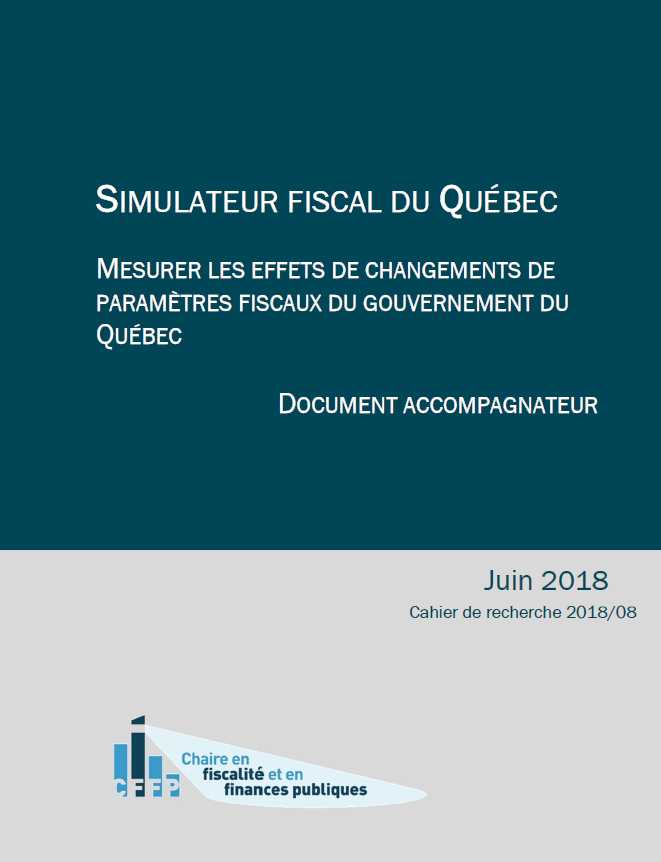 SIMULATEUR FISCAL DU QUÉBEC
MESURER LES EFFETS DE CHANGEMENTS DE
PARAMÈTRES FISCAUX DU GOUVERNEMENT DU
QUÉBEC
DOCUMENT ACCOMPAGNATEUR
Juin 2018
Cahier de recherche 2018/08
CFFP
Chaire en
fiscalité et en
finances publiques